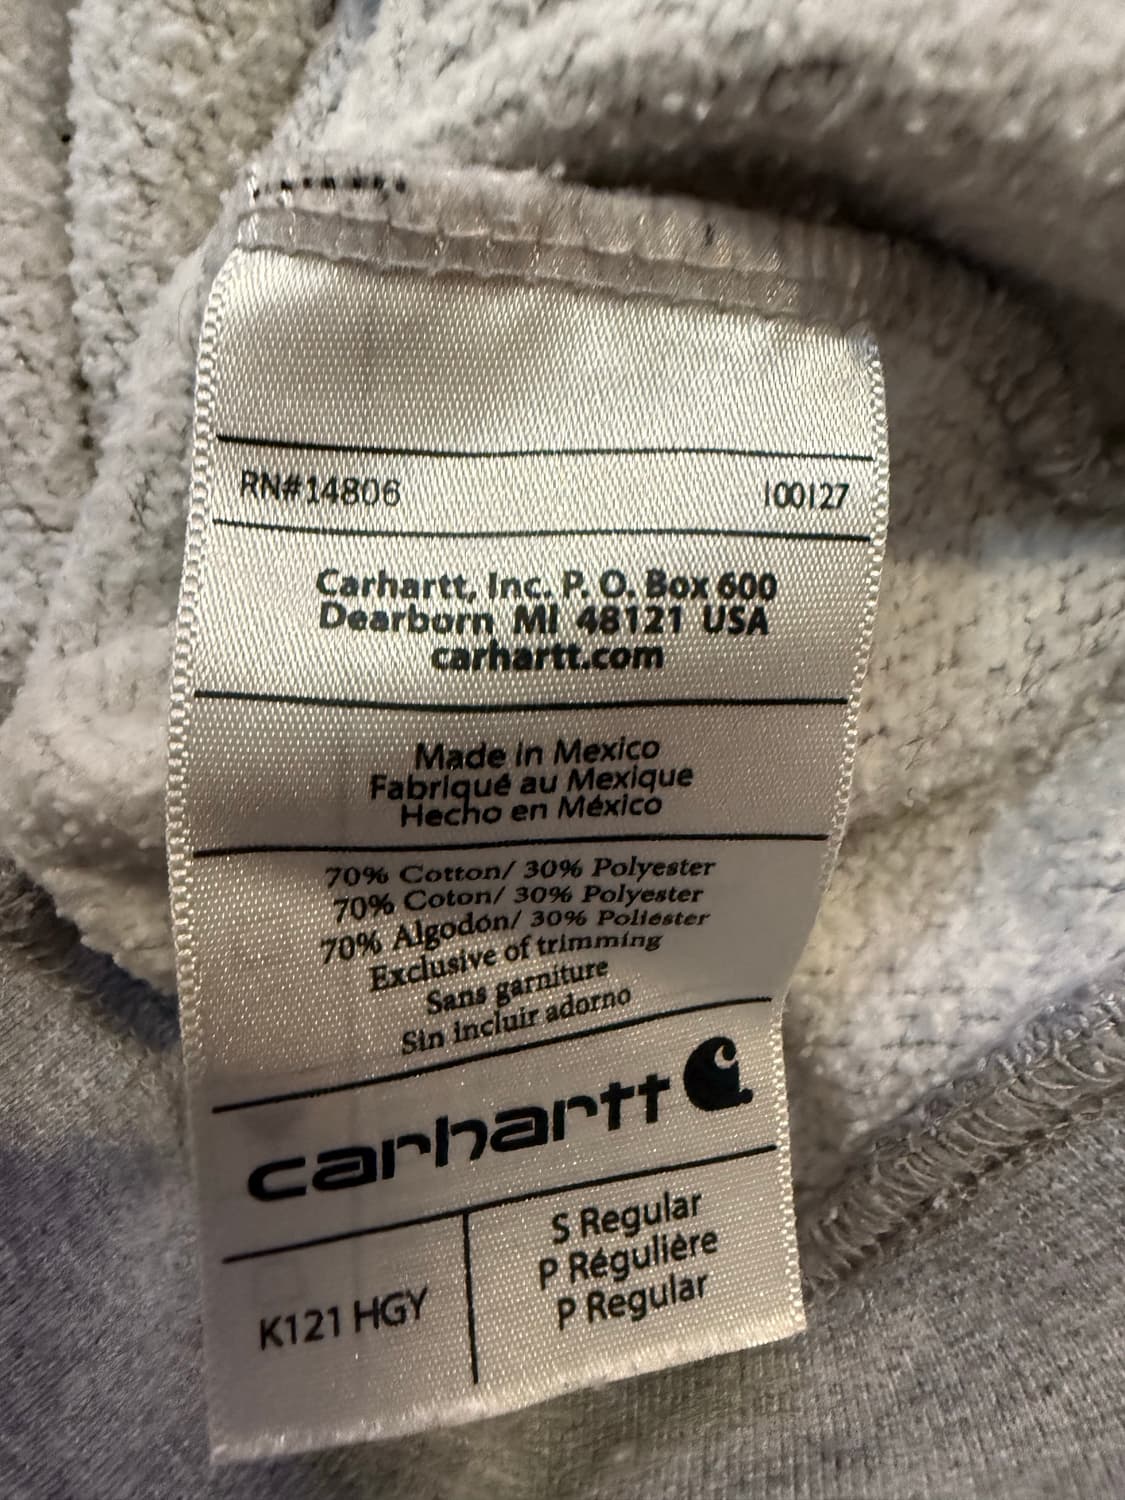 RN#14806 100127
Carhartt, Inc. P. O. Box 600
Dearborn, MI 48121 USA
carhartt.com
Made in Mexico
Fabriqué au Mexique
Hecho en México
70% Cotton/ 30% Polyester
70% Coton/ 30% Polyester
70% Algodón/ 30% Poliéster
Exclusive of trimming
Sans garniture
Sin incluir adorno
carhartt
K121 HGY
S Regular
P Régulière
P Regular